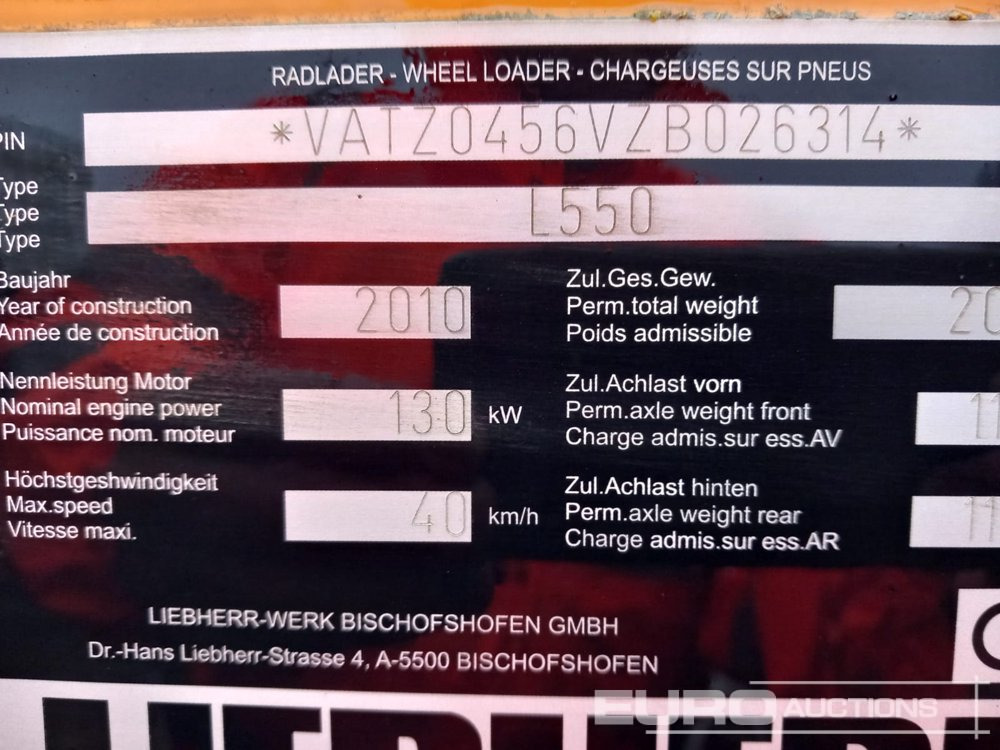 RADLADER - WHEEL LOADER - CHARGEUSES SUR PNEUS
PIN *VATZ0456VZB026314*
Type
Type L550
Type
Baujahr
Year of construction 2010
Année de construction
Zul.Ges.Gew.
Perm.total weight 20
Poids admissible
Nennleistung Motor
Nominal engine power 130 kW
Puissance nom. moteur
Zul.Achlast vorn
Perm.axle weight front 11
Charge admis.sur ess.AV
Höchstgeshwindigkeit
Max.speed 40 km/h
Vitesse maxi.
Zul.Achlast hinten
Perm.axle weight rear 11
Charge admis.sur ess.AR
LIEBHERR-WERK BISCHOFSHOFEN GMBH
Dr.-Hans Liebherr-Strasse 4, A-5500 BISCHOFSHOFEN
LIEBHERR
EURO AUCTIONS